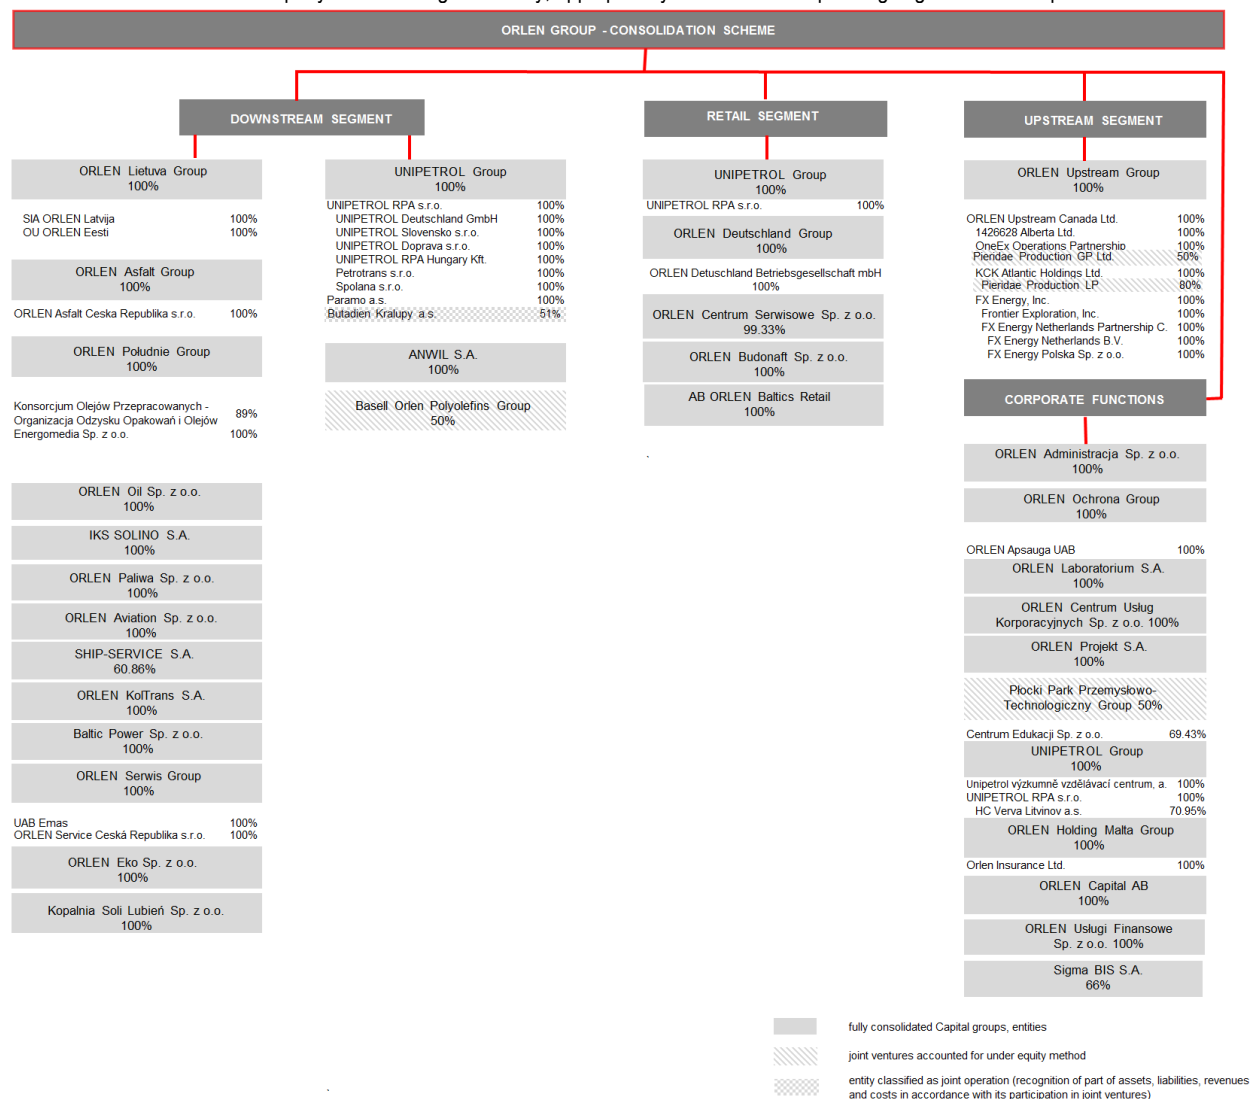 ORLEN GROUP - CONSOLIDATION SCHEME
DOWNSTREAM SEGMENT
ORLEN Lietuva Group
100%
SIA ORLEN Latvija 100%
OU ORLEN Eesti 100%
ORLEN Asfalt Group
100%
ORLEN Asfalt Ceska Republika s.r.o. 100%
ORLEN Południe Group
100%
Konsorcjum Olejów Przepracowanych -
Organizacja Odzysku Opakowań i Olejów 89%
Energomedia Sp. z o.o. 100%
ORLEN Oil Sp. z o.o.
100%
IKS SOLINO S.A.
100%
ORLEN Paliwa Sp. z o.o.
100%
ORLEN Aviation Sp. z o.o.
100%
SHIP-SERVICE S.A.
60.86%
ORLEN KolTrans S.A.
100%
Baltic Power Sp. z o.o.
100%
ORLEN Serwis Group
100%
UAB Emas 100%
ORLEN Service Česká Republika s.r.o. 100%
ORLEN Eko Sp. z o.o.
100%
Kopalnia Soli Lubień Sp. z o.o.
100%
UNIPETROL Group
100%
UNIPETROL RPA s.r.o. 100%
UNIPETROL Deutschland GmbH 100%
UNIPETROL Slovensko s.r.o. 100%
UNIPETROL Doprava s.r.o. 100%
UNIPETROL RPA Hungary Kft. 100%
Petrotrans s.r.o. 100%
Spolana s.r.o. 100%
Paramo a.s. 100%
Butadien Kralupy a.s. 51%
ANWIL S.A.
100%
Basell Orlen Polyolefins Group
50%
RETAIL SEGMENT
UNIPETROL Group
100%
UNIPETROL RPA s.r.o. 100%
ORLEN Deutschland Group
100%
ORLEN Detuschland Betriebsgesellschaft mbH
100%
ORLEN Centrum Serwisowe Sp. z o.o.
99.33%
ORLEN Budonaft Sp. z o.o.
100%
AB ORLEN Baltics Retail
100%
UPSTREAM SEGMENT
ORLEN Upstream Group
100%
ORLEN Upstream Canada Ltd. 100%
1426628 Alberta Ltd. 100%
OneEx Operations Partnership 100%
Pieridae Production GP Ltd. 50%
KCK Atlantic Holdings Ltd. 100%
Pieridae Production LP 80%
FX Energy, Inc. 100%
Frontier Exploration, Inc. 100%
FX Energy Netherlands Partnership C. 100%
FX Energy Netherlands B.V. 100%
FX Energy Polska Sp. z o.o. 100%
CORPORATE FUNCTIONS
ORLEN Administracja Sp. z o.o.
100%
ORLEN Ochrona Group
100%
ORLEN Apsauga UAB 100%
ORLEN Laboratorium S.A.
100%
ORLEN Centrum Usług
Korporacyjnych Sp. z o.o. 100%
ORLEN Projekt S.A.
100%
Płocki Park Przemysłowo-
Technologiczny Group 50%
Centrum Edukacji Sp. z o.o. 69.43%
UNIPETROL Group
100%
Unipetrol výzkumně vzdělávací centrum, a. 100%
UNIPETROL RPA s.r.o. 100%
HC Verva Litvinov a.s. 70.95%
ORLEN Holding Malta Group
100%
Orlen Insurance Ltd. 100%
ORLEN Capital AB
100%
ORLEN Usługi Finansowe
Sp. z o.o. 100%
Sigma BIS S.A.
66%
fully consolidated Capital groups, entities
joint ventures accounted for under equity method
entity classified as joint operation (recognition of part of assets, liabilities, revenues
and costs in accordance with its participation in joint ventures)